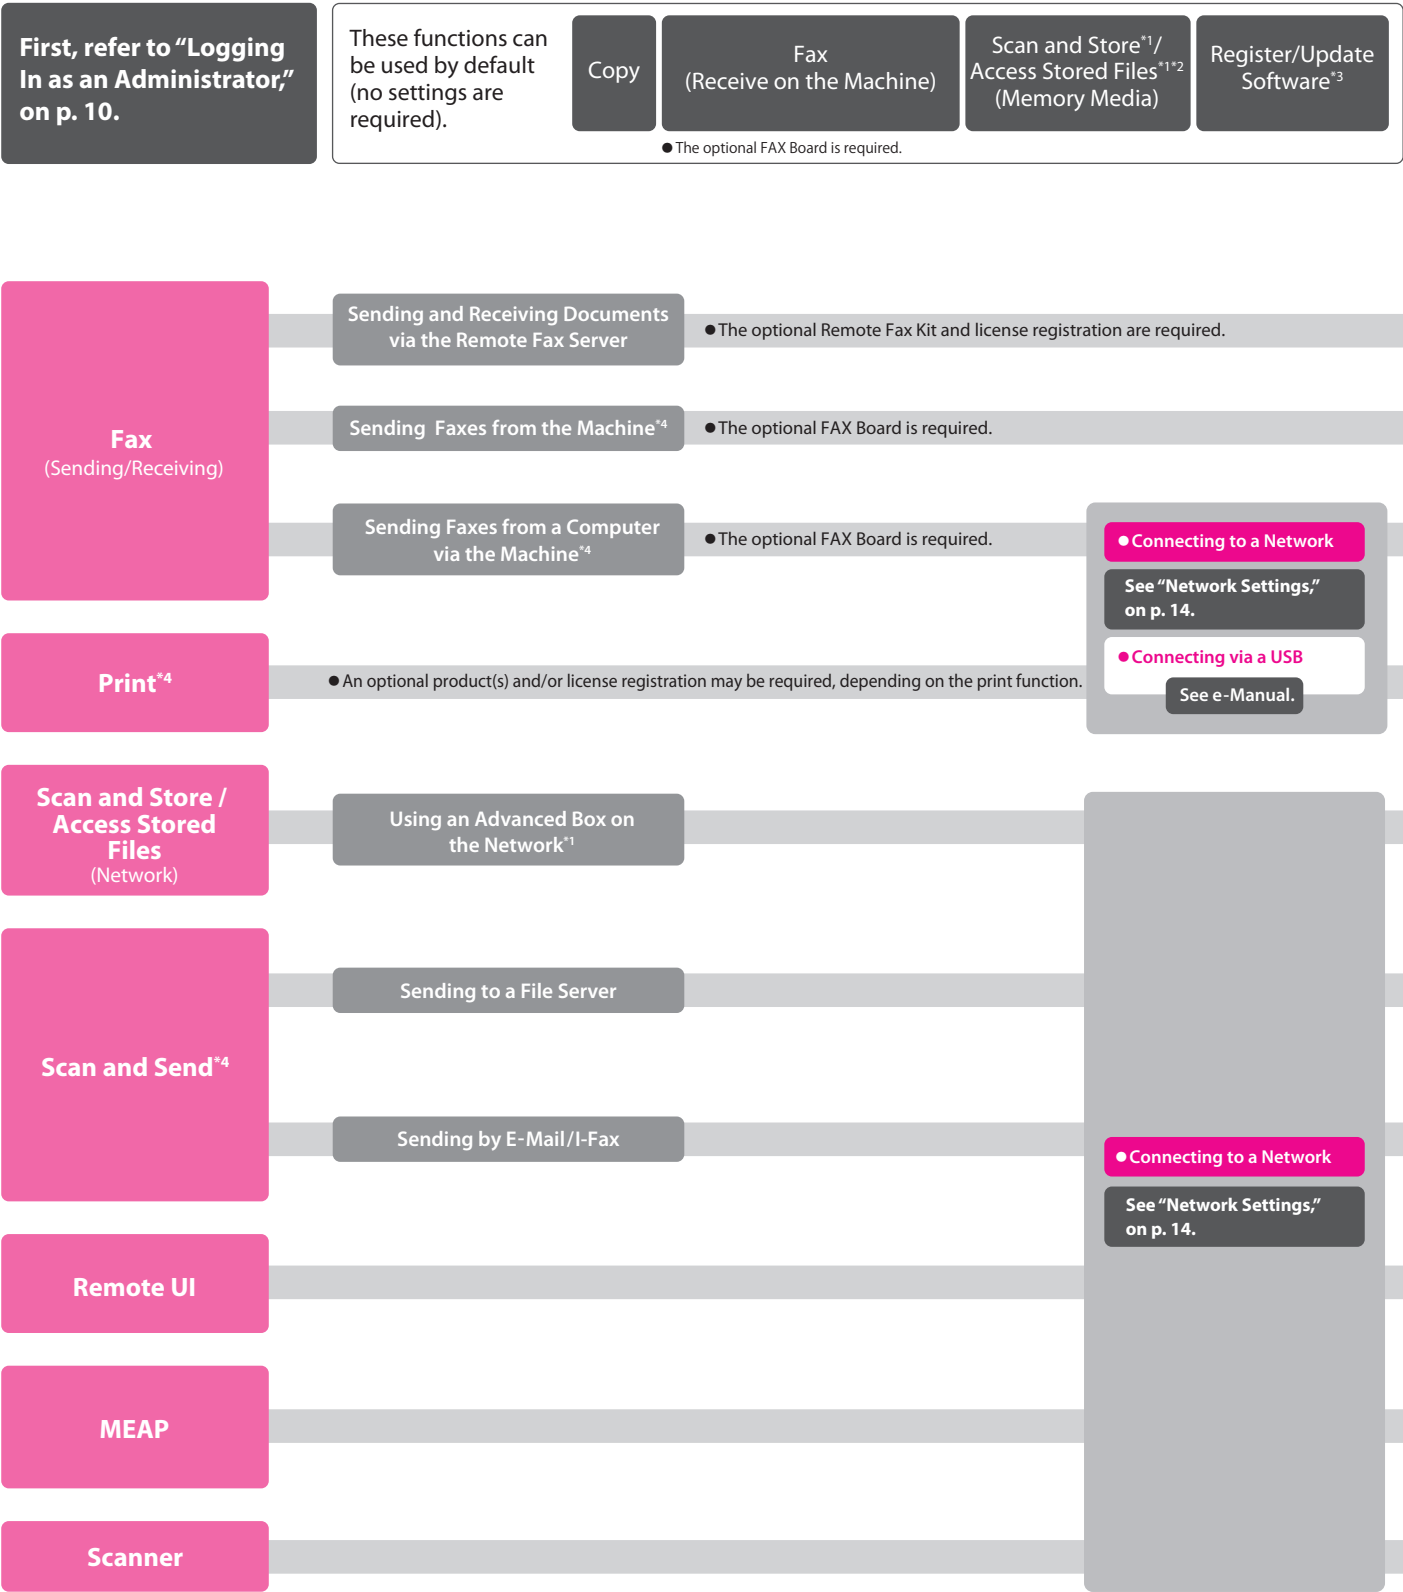 First, refer to “Logging
In as an Administrator,”
on p. 10.
These functions can
be used by default
(no settings are
required).
Copy
Fax
(Receive on the Machine)
Scan and Store*1/
Access Stored Files*1*2
(Memory Media)
Register/Update
Software*3
● The optional FAX Board is required.
Fax
(Sending/Receiving)
Sending and Receiving Documents
via the Remote Fax Server
● The optional Remote Fax Kit and license registration are required.
Sending Faxes from the Machine*4
● The optional FAX Board is required.
Sending Faxes from a Computer
via the Machine*4
● The optional FAX Board is required.
● Connecting to a Network
See “Network Settings,”
on p. 14.
● Connecting via a USB
See e-Manual.
Print*4
● An optional product(s) and/or license registration may be required, depending on the print function.
Scan and Store /
Access Stored
Files
(Network)
Using an Advanced Box on
the Network*1
Scan and Send*4
Sending to a File Server
Sending by E-Mail/I-Fax
● Connecting to a Network
See “Network Settings,”
on p. 14.
Remote UI
MEAP
Scanner